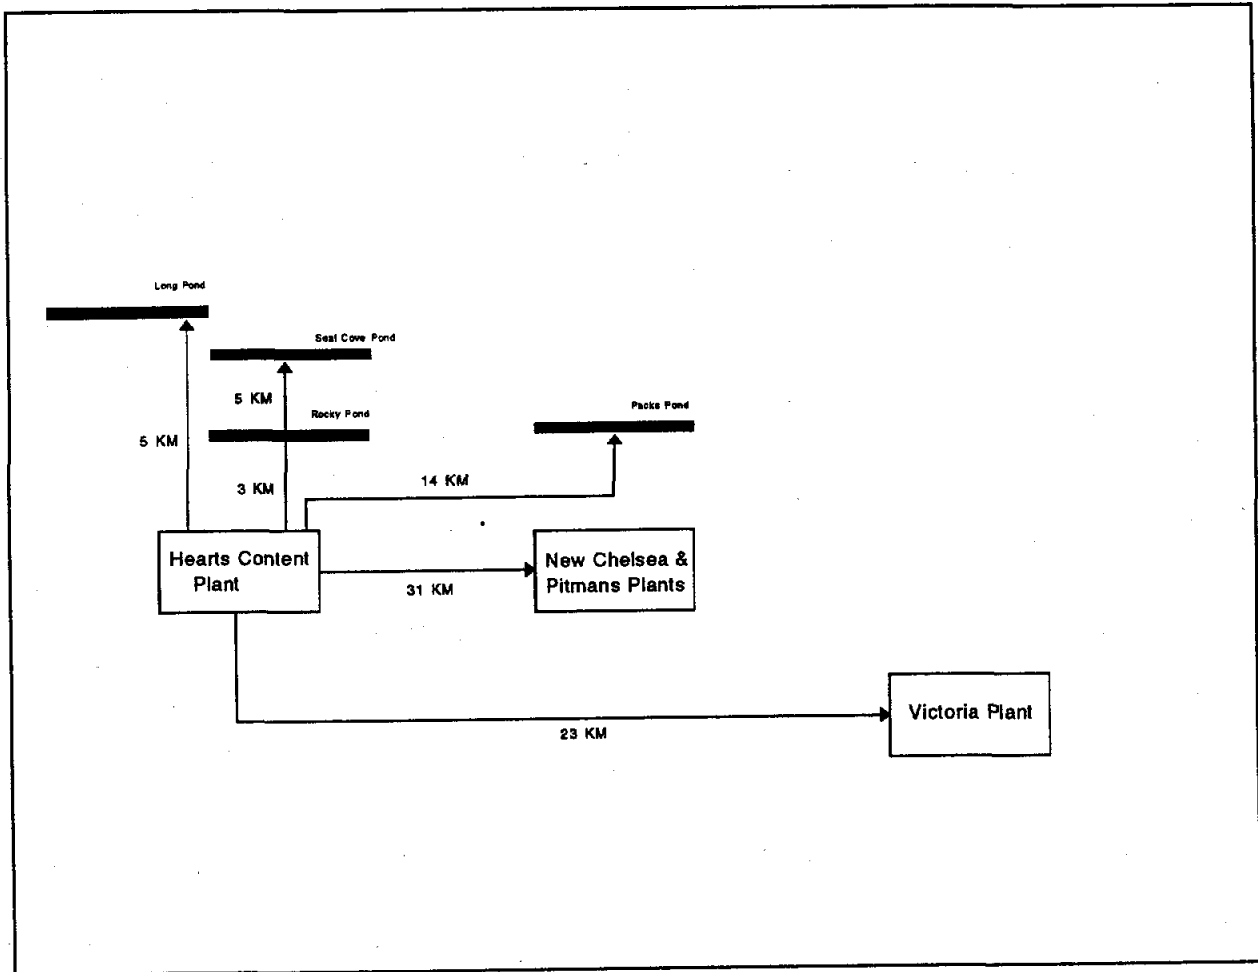 Long Pond
Seal Cove Pond
5 KM
Rocky Pond
Packs Pond
5 KM
3 KM
14 KM
Hearts Content
Plant
New Chelsea &
Pitmans Plants
31 KM
Victoria Plant
23 KM